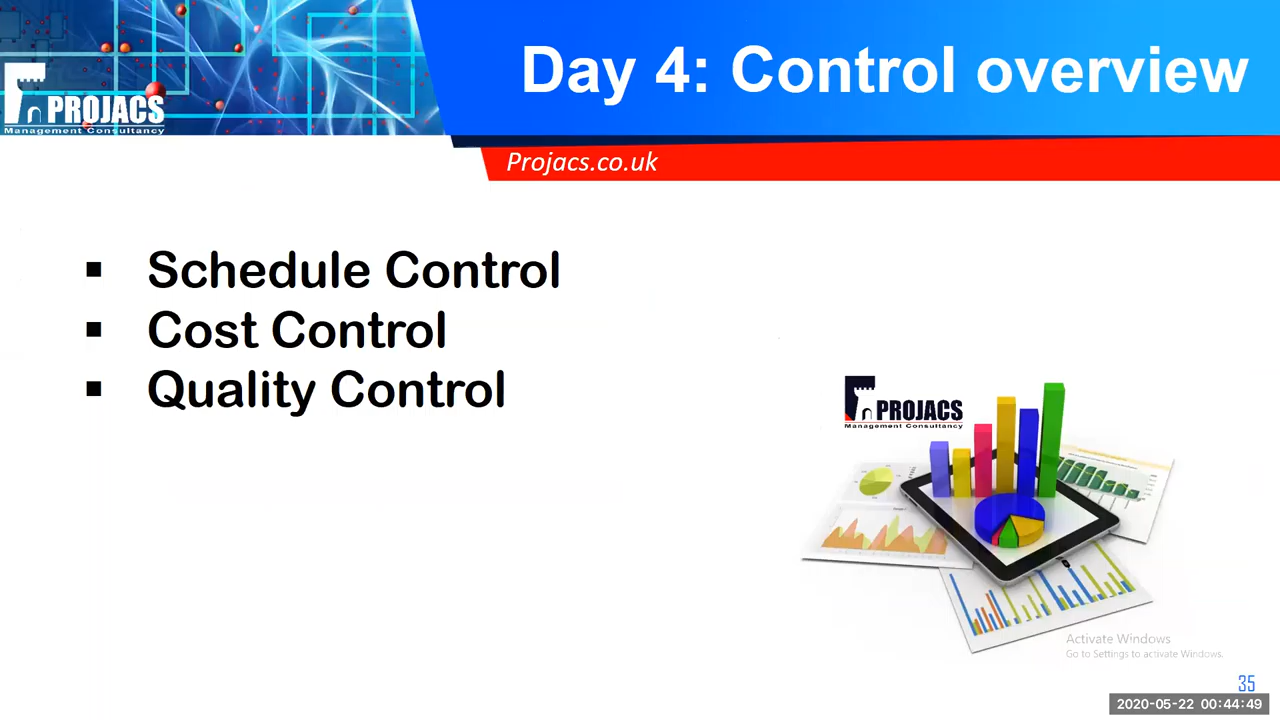 Day 4: Control overview
PROJACS
Management Consultancy
Projacs.co.uk
▪ Schedule Control
▪ Cost Control
▪ Quality Control
PROJACS
Management Consultancy
Activate Windows
Go to Settings to activate Windows.
35
2020-05-22 00:44:49